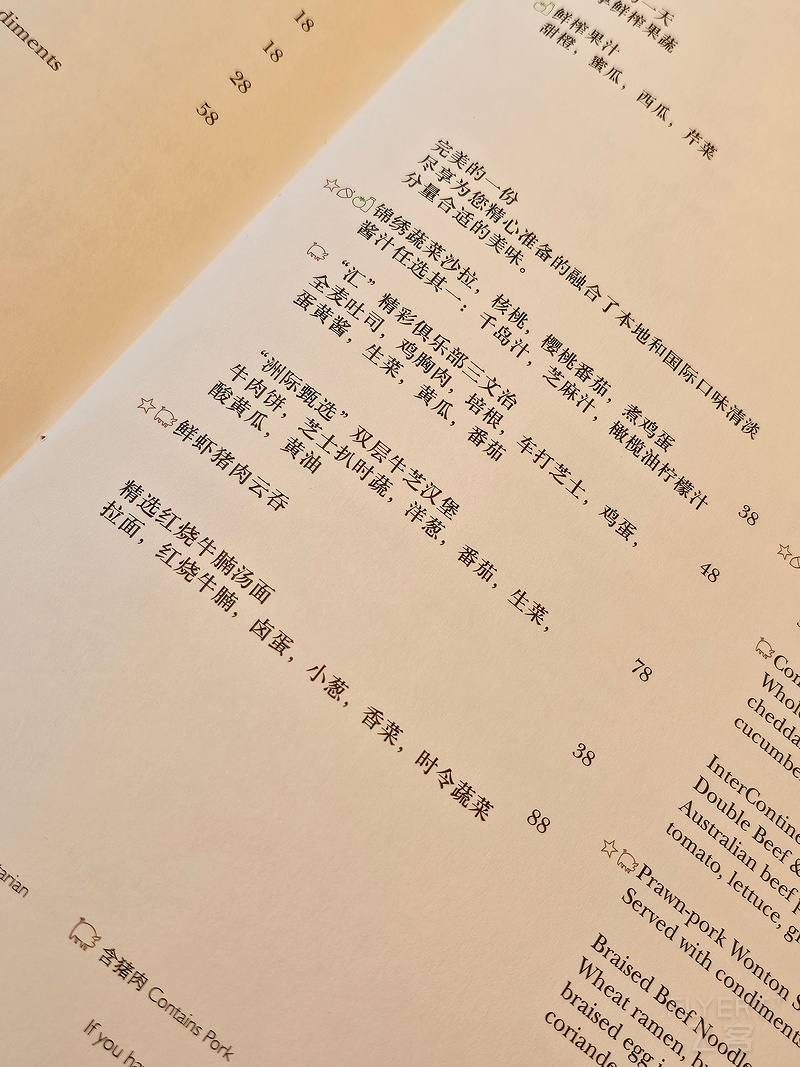 diments
18
18
28
58
一天
享鲜榨果蔬
鲜榨果汁
甜橙，蜜瓜，西瓜，芹菜
完美的一份
尽享为您精心准备的融合了本地和国际口味清淡
分量合适的美味。
锦绣蔬菜沙拉，核桃，樱桃番茄，煮鸡蛋
酱汁任选其一：千岛汁，芝麻汁，橄榄油柠檬汁 38
“汇”精彩俱乐部三文治
全麦吐司，鸡胸肉，培根，车打芝士，鸡蛋，
蛋黄酱，生菜，黄瓜，番茄 48
“洲际甄选”双层牛芝汉堡
牛肉饼，芝士扒时蔬，洋葱，番茄，生菜，
酸黄瓜，黄油 78
鲜虾猪肉云吞 38
精选红烧牛腩汤面
拉面，红烧牛腩，卤蛋，小葱，香菜，时令蔬菜 88
Con
Whol
chedda
cucumbe
InterContine
Double Beef &
Australian beef p
tomato, lettuce, g
Prawn-pork Wonton S
Served with condiments
Braised Beef Noodle
Wheat ramen, b
braised egg
coriande
tarian
含猪肉 Contains Pork
If you ha